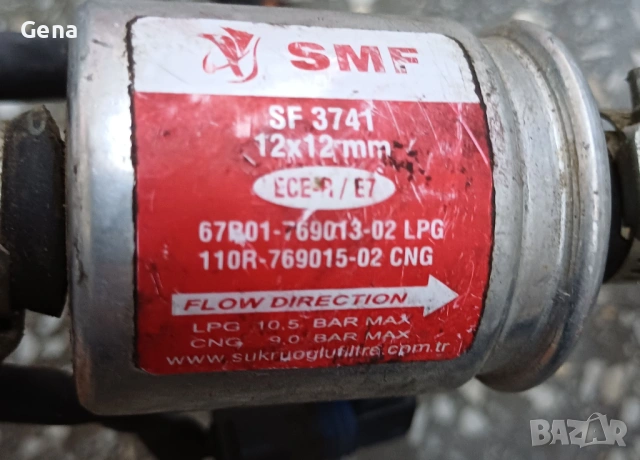 Gena
SMF
SF 3741
12x12 mm
ECE-R / E7
67R01-769013-02 LPG
110R-769015-02 CNG
FLOW DIRECTION
LPG 10,5 BAR MAX
CNG 9,0 BAR MAX
www.sukruoglufiltre.com.tr
BAZAR